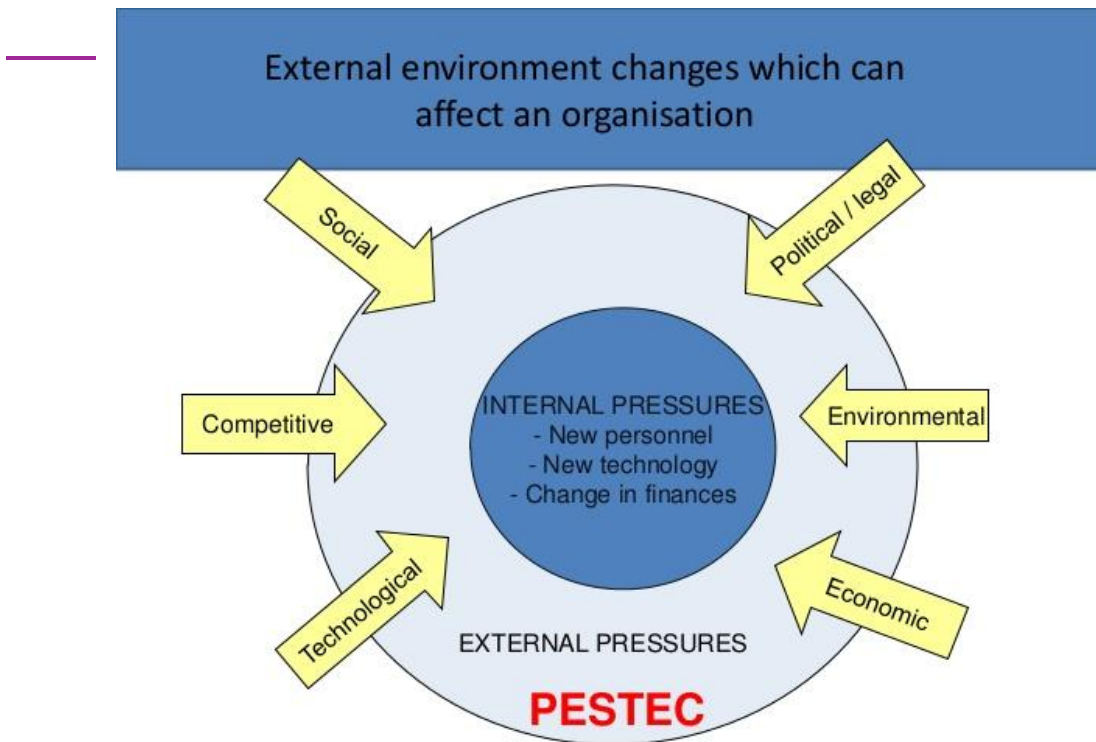 External environment changes which can
affect an organisation
Social
Political / legal
Competitive
INTERNAL PRESSURES
- New personnel
- New technology
- Change in finances
Environmental
Technological
Economic
EXTERNAL PRESSURES
PESTEC